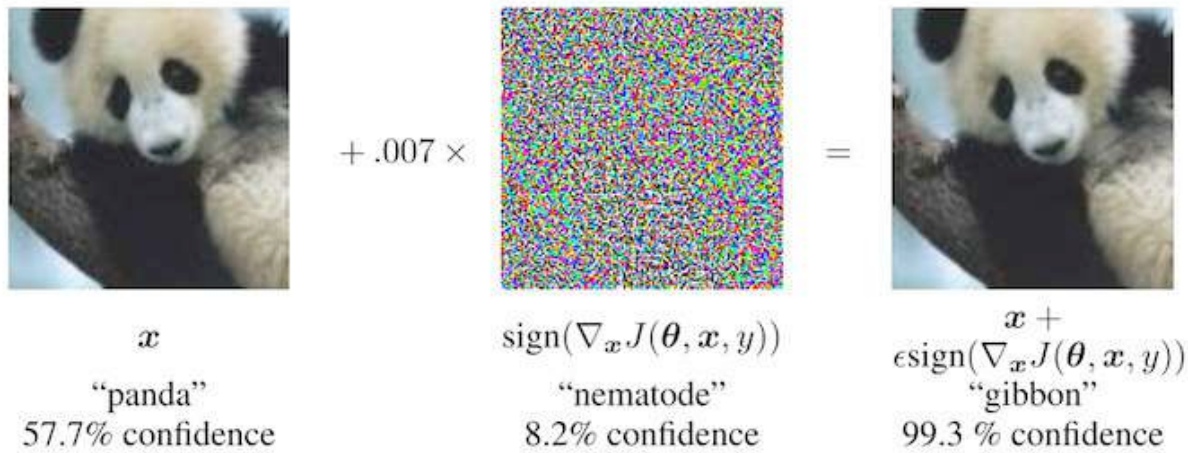 + .007 ×
=
x
"panda"
57.7% confidence
sign(∇ₓJ(θ, x, y))
"nematode"
8.2% confidence
x +
ϵsign(∇ₓJ(θ, x, y))
"gibbon"
99.3 % confidence